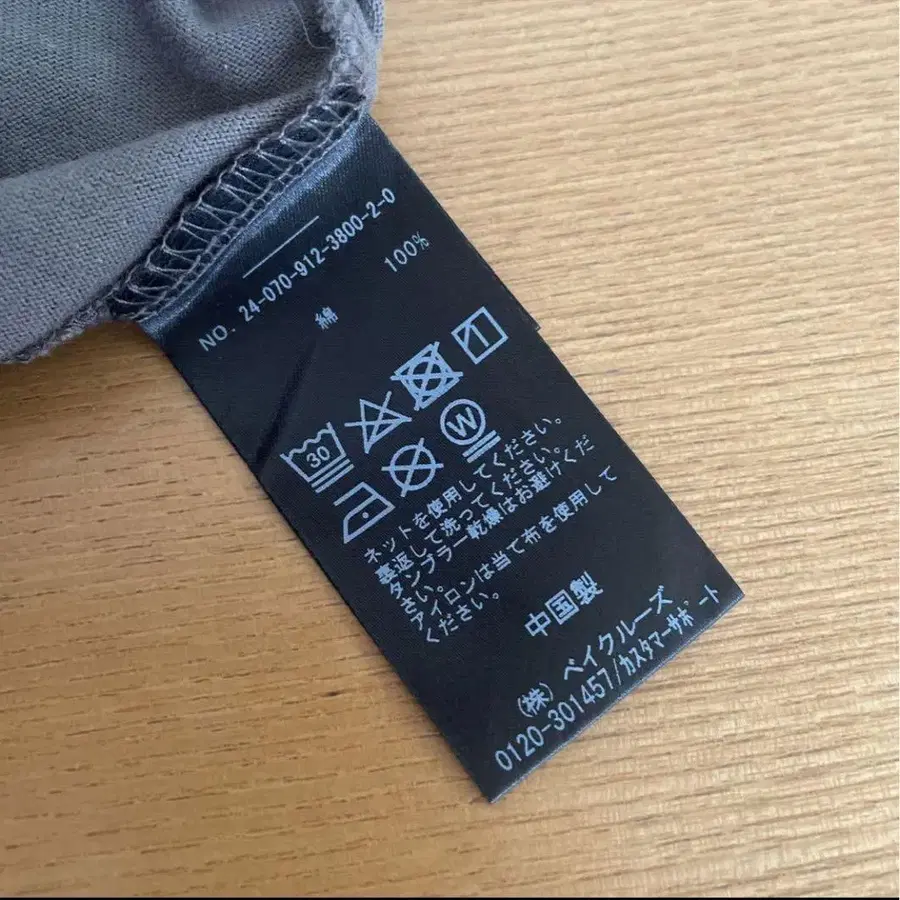 NO. 24-070-912-3800-2-0
綿 100%
30
W
ネットを使用してください。
裏返して洗ってください。
タンブラー乾燥はお避けくだ
さい。
アイロンは当て布を使用して
ください。
中国製
(株) ベイクルーズ
0120-301457/カスタマーサポート